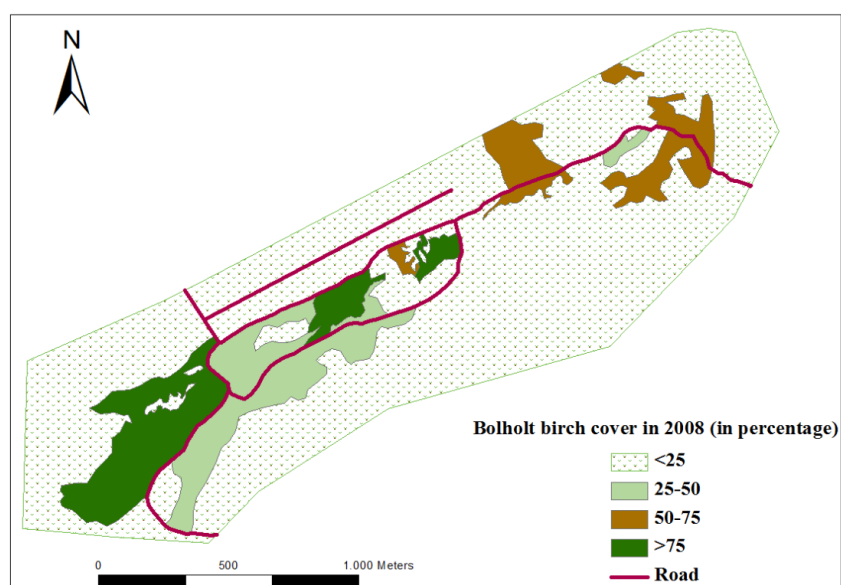 N
Bolholt birch cover in 2008 (in percentage)
<25
25-50
50-75
>75
Road
0 500 1.000 Meters